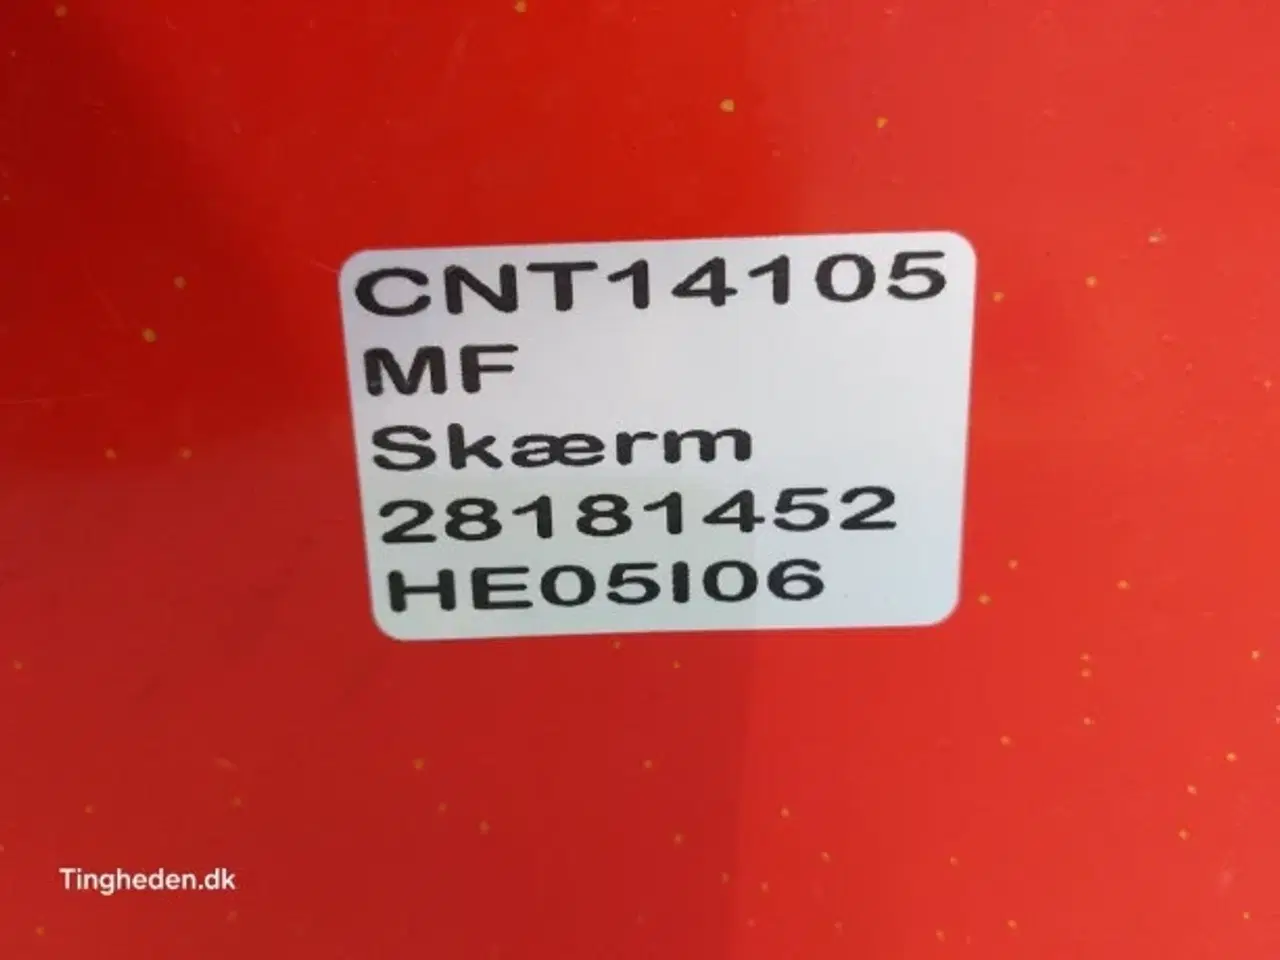 CNT14105
MF
Skærm
28181452
HE05I06
Tingheden.dk